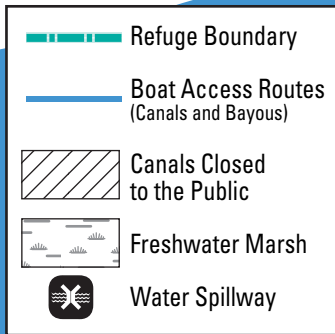 Refuge Boundary
Boat Access Routes
(Canals and Bayous)
Canals Closed
to the Public
Freshwater Marsh
Water Spillway